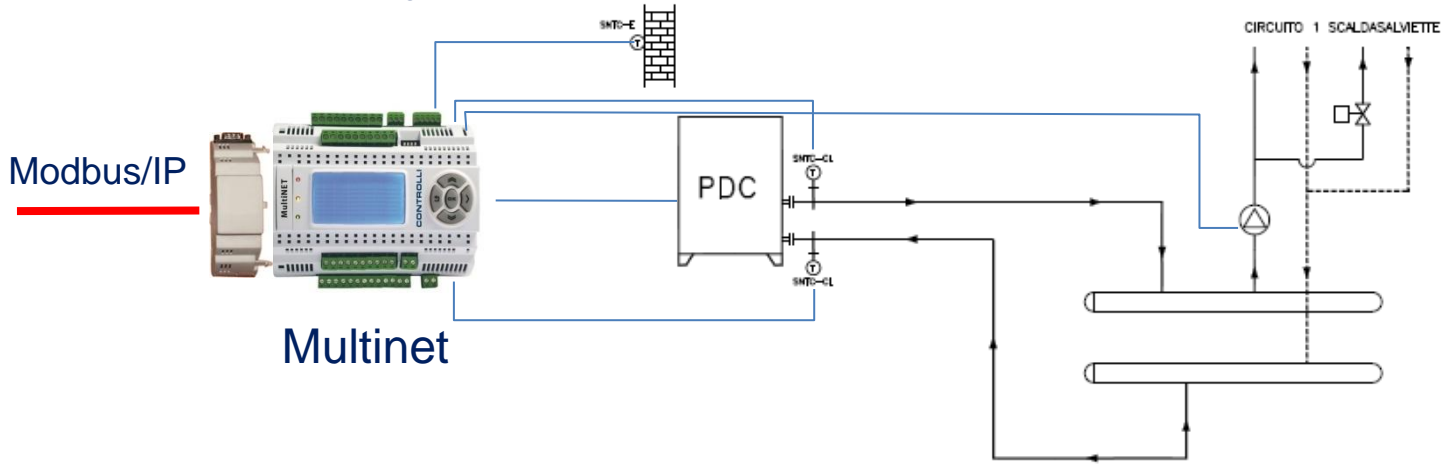 SNTC-E
CIRCUITO 1 SCALDASALVIETTE
Modbus/IP
MultiNET
CONTROLLI
SNTC-CL
PDC
SNTC-CL
Multinet